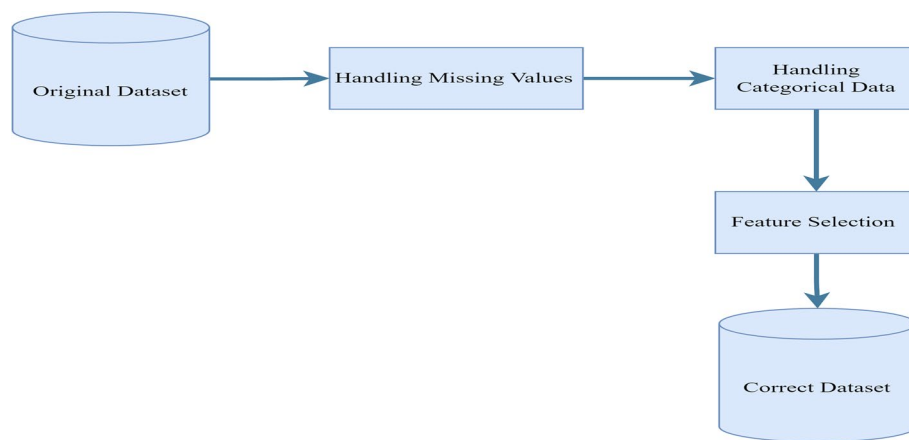 Original Dataset
Handling Missing Values
Handling
Categorical Data
Feature Selection
Correct Dataset